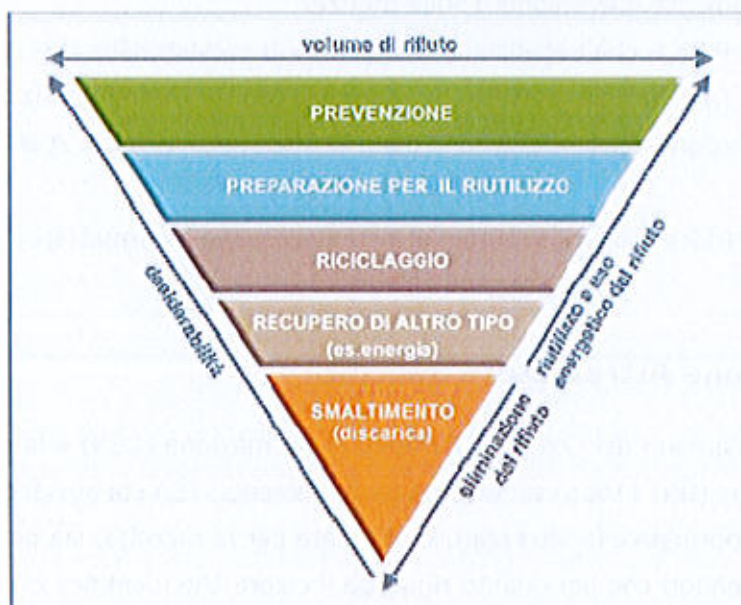 volume di rifiuto
PREVENZIONE
PREPARAZIONE PER IL RIUTILIZZO
RICICLAGGIO
RECUPERO DI ALTRO TIPO
(es.energia)
SMALTIMENTO
(discarica)
desiderabilità
riutilizzo e uso
energetico del rifiuto
eliminazione
del rifiuto